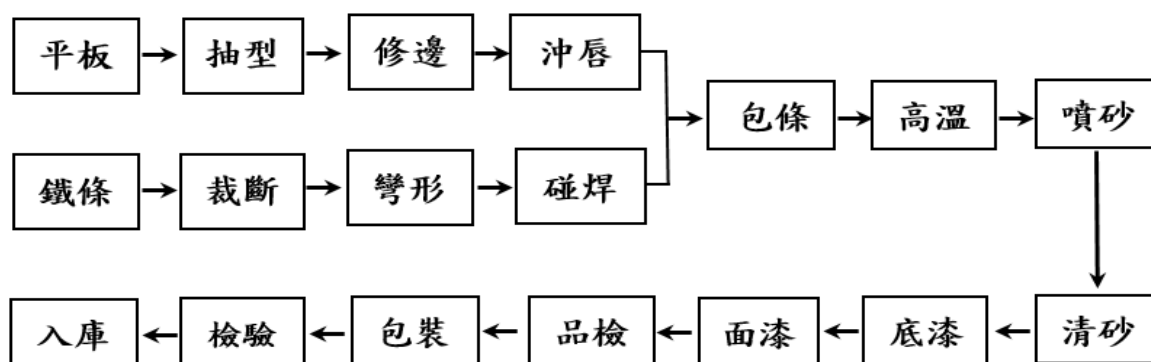 平板 抽型 修邊 沖唇
包條 高溫 噴砂
鐵條 裁斷 彎形 碰焊
入庫 檢驗 包裝 品檢 面漆 底漆 清砂